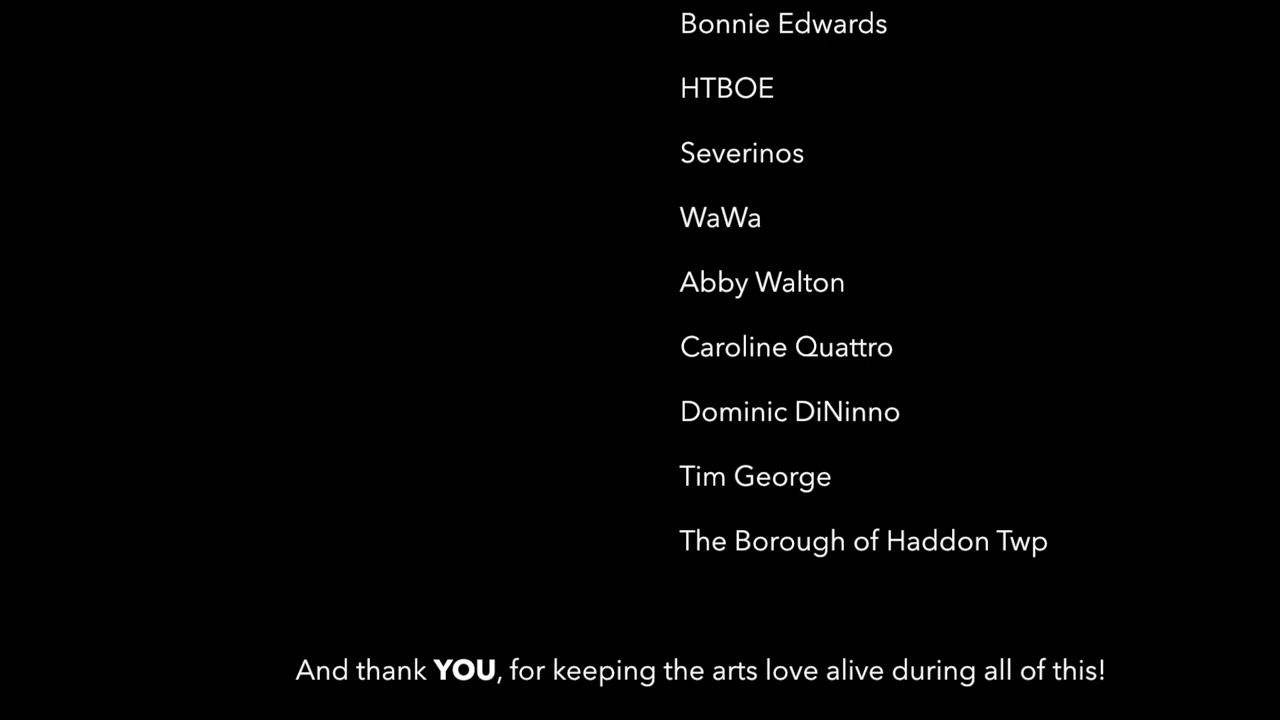 Bonnie Edwards
HTBOE
Severinos
WaWa
Abby Walton
Caroline Quattro
Dominic DiNinno
Tim George
The Borough of Haddon Twp
And thank YOU, for keeping the arts love alive during all of this!